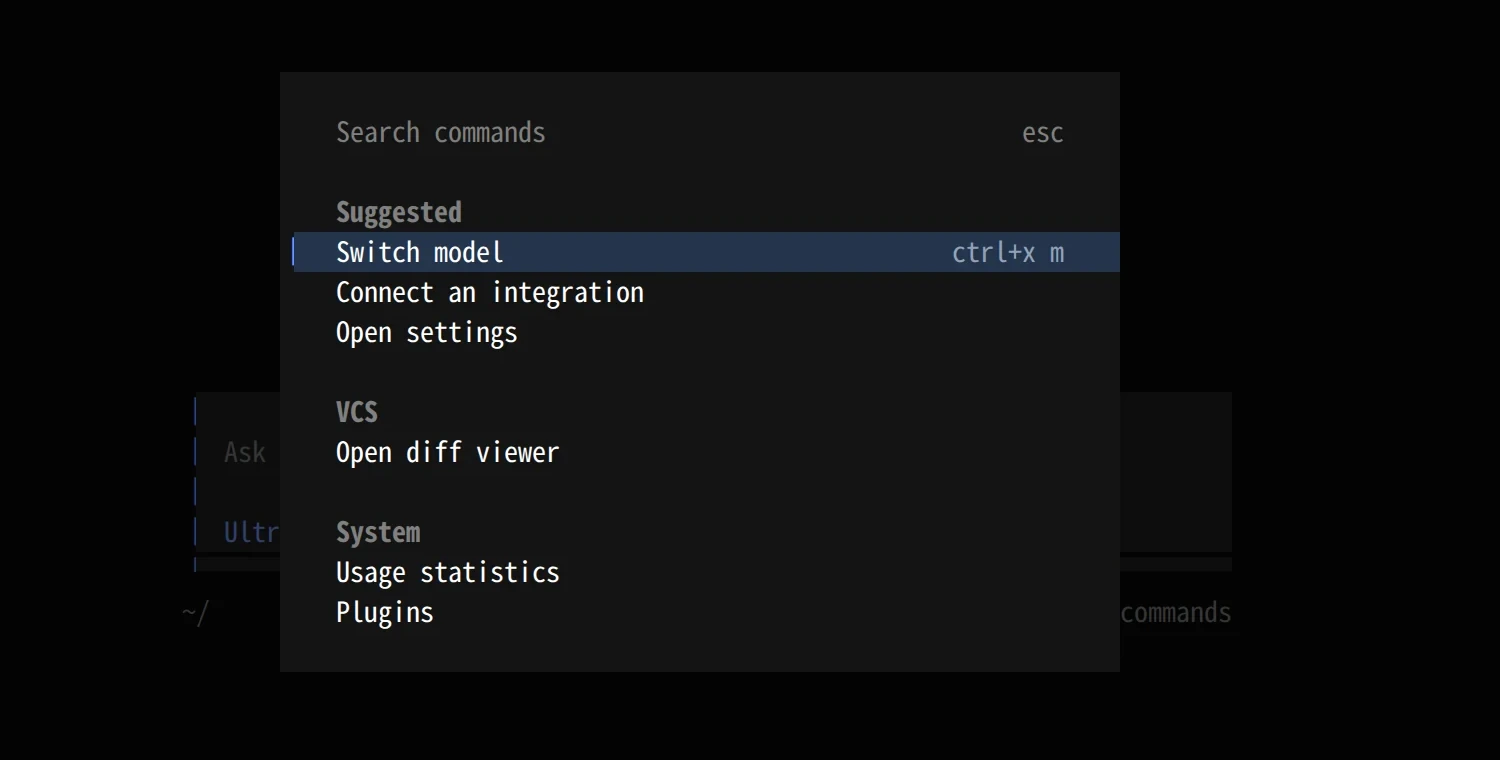 Search commands esc
Suggested
Switch model ctrl+x m
Connect an integration
Open settings
VCS
Open diff viewer
Ask
System
Usage statistics
Plugins
~/
commands